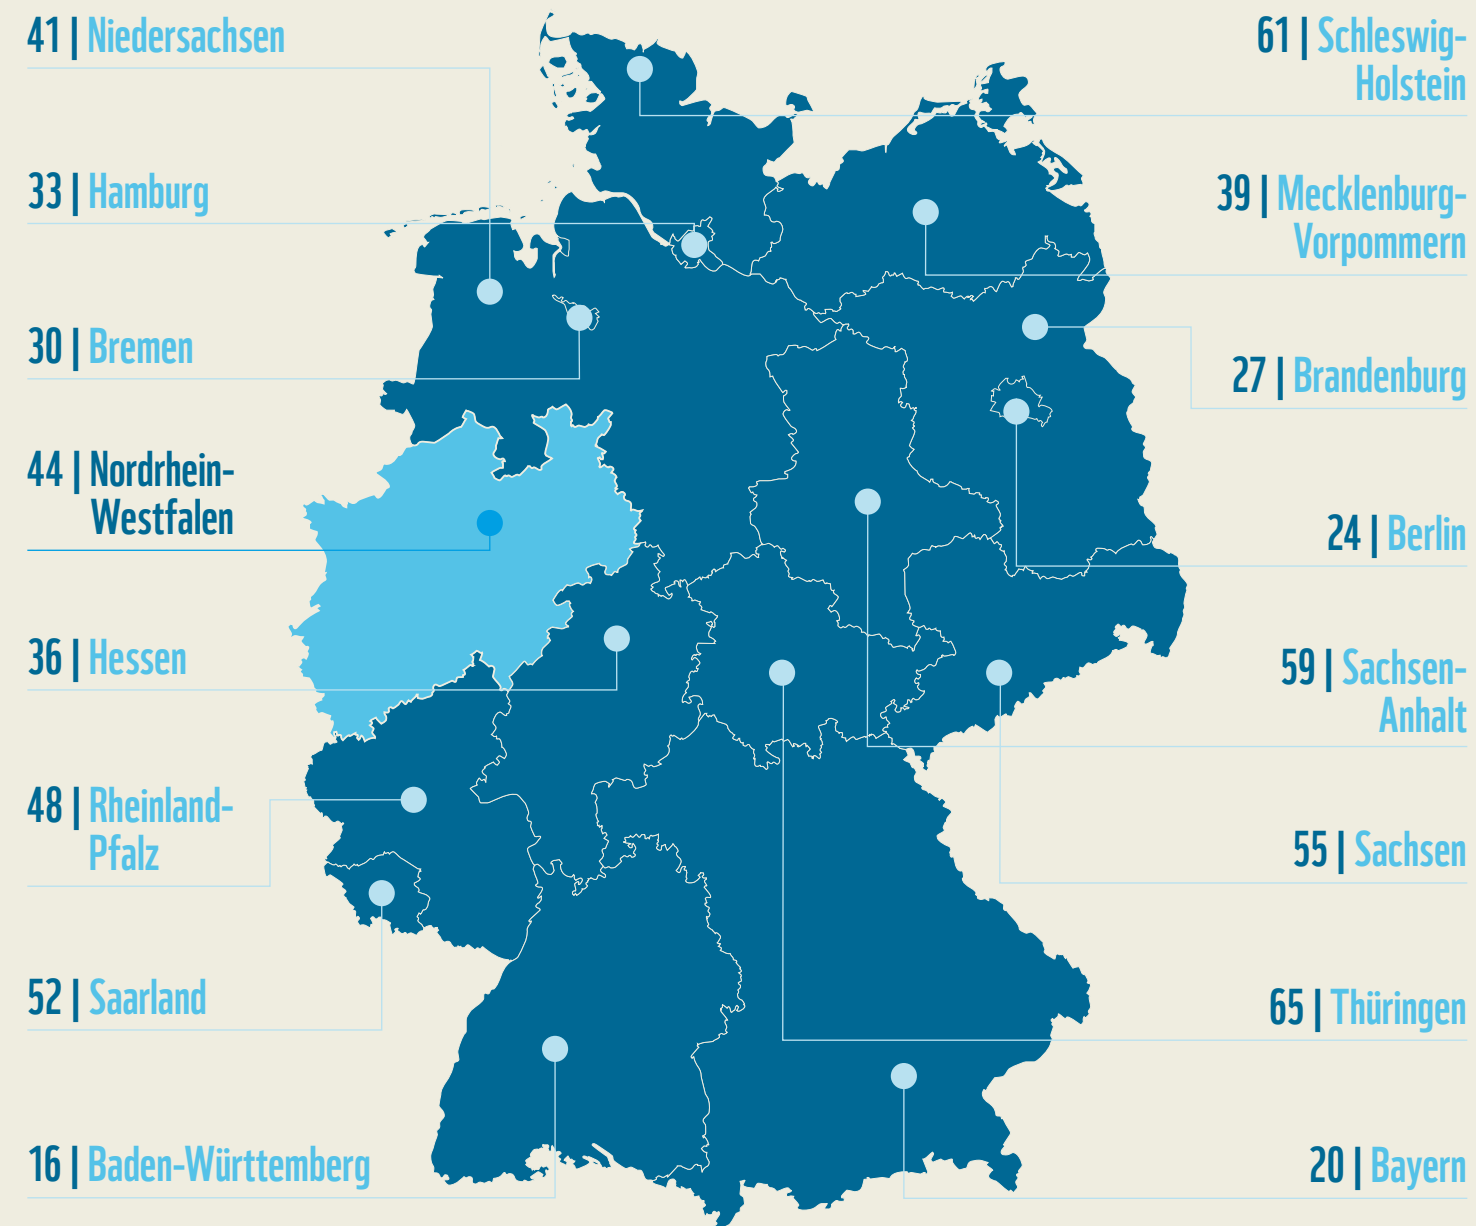 41 | Niedersachsen
33 | Hamburg
30 | Bremen
44 | Nordrhein-
Westfalen
36 | Hessen
48 | Rheinland-
Pfalz
52 | Saarland
16 | Baden-Württemberg
61 | Schleswig-
Holstein
39 | Mecklenburg-
Vorpommern
27 | Brandenburg
24 | Berlin
59 | Sachsen-
Anhalt
55 | Sachsen
65 | Thüringen
20 | Bayern